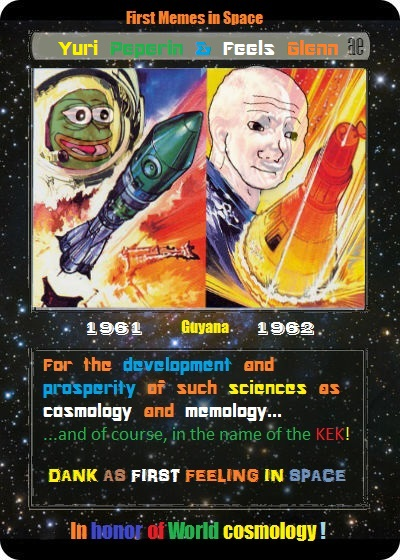 First Memes in Space
Yuri Peperin & Feels Glenn æ
1961 Guyana. 1962
For the development and
prosperity of such sciences as
cosmology and memology...
...and of course, in the name of the KEK!
DANK AS FIRST FEELING IN SPACE
In honor of World cosmology !